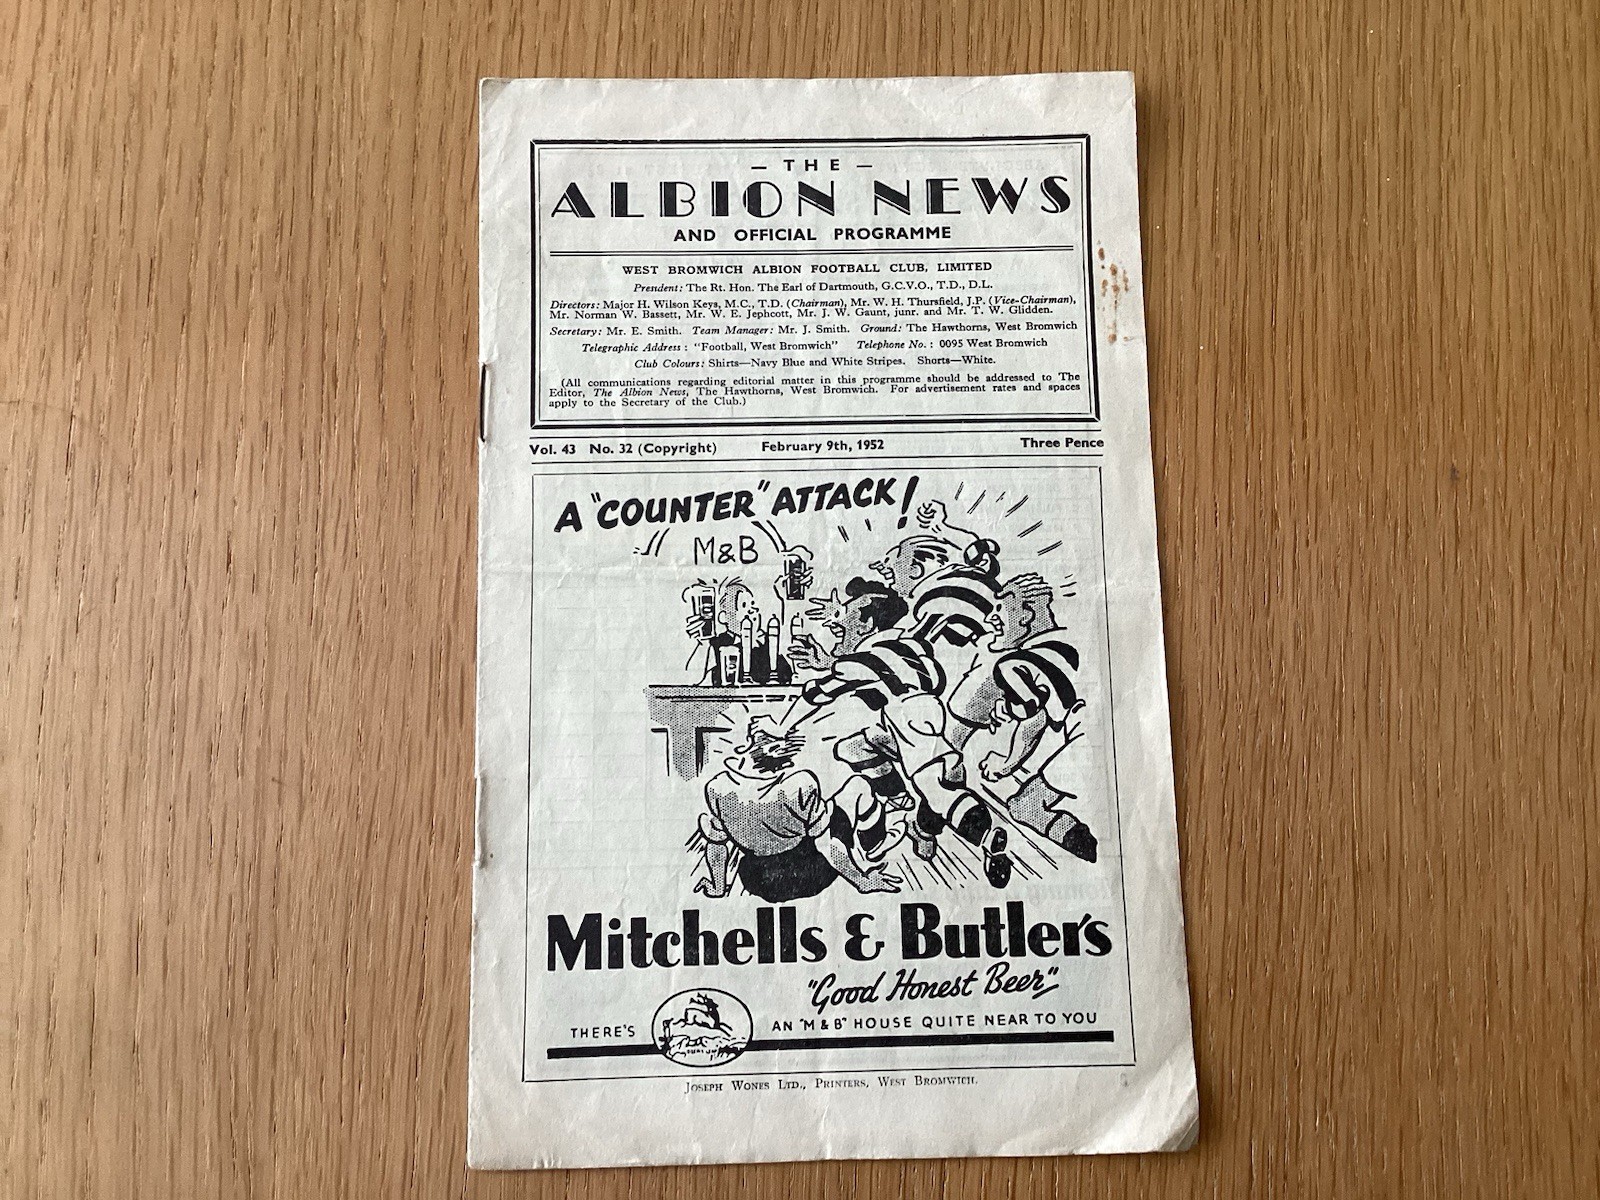 — THE —
ALBION NEWS
AND OFFICIAL PROGRAMME
WEST BROMWICH ALBION FOOTBALL CLUB, LIMITED
President: The Rt. Hon. The Earl of Dartmouth, G.C.V.O., T.D., D.L.
Directors: Major H. Wilson Keys, M.C., T.D. (Chairman), Mr. W. H. Thursfield, J.P. (Vice-Chairman),
Mr. Norman W. Bassett, Mr. W. E. Jephcott, Mr. J. W. Gaunt, junr. and Mr. T. W. Glidden.
Secretary: Mr. E. Smith. Team Manager: Mr. J. Smith. Ground: The Hawthorns, West Bromwich
Telegraphic Address: "Football, West Bromwich" Telephone No.: 0095 West Bromwich
Club Colours: Shirts—Navy Blue and White Stripes. Shorts—White.
(All communications regarding editorial matter in this programme should be addressed to The
Editor, The Albion News, The Hawthorns, West Bromwich. For advertisement rates and spaces
apply to the Secretary of the Club.)
Vol. 43 No. 32 (Copyright) February 9th, 1952 Three Pence
A "COUNTER" ATTACK!
M&B
Mitchells & Butler's
"Good Honest Beer"
THERE'S AN "M & B" HOUSE QUITE NEAR TO YOU
JOSEPH WONES LTD., PRINTERS, WEST BROMWICH.